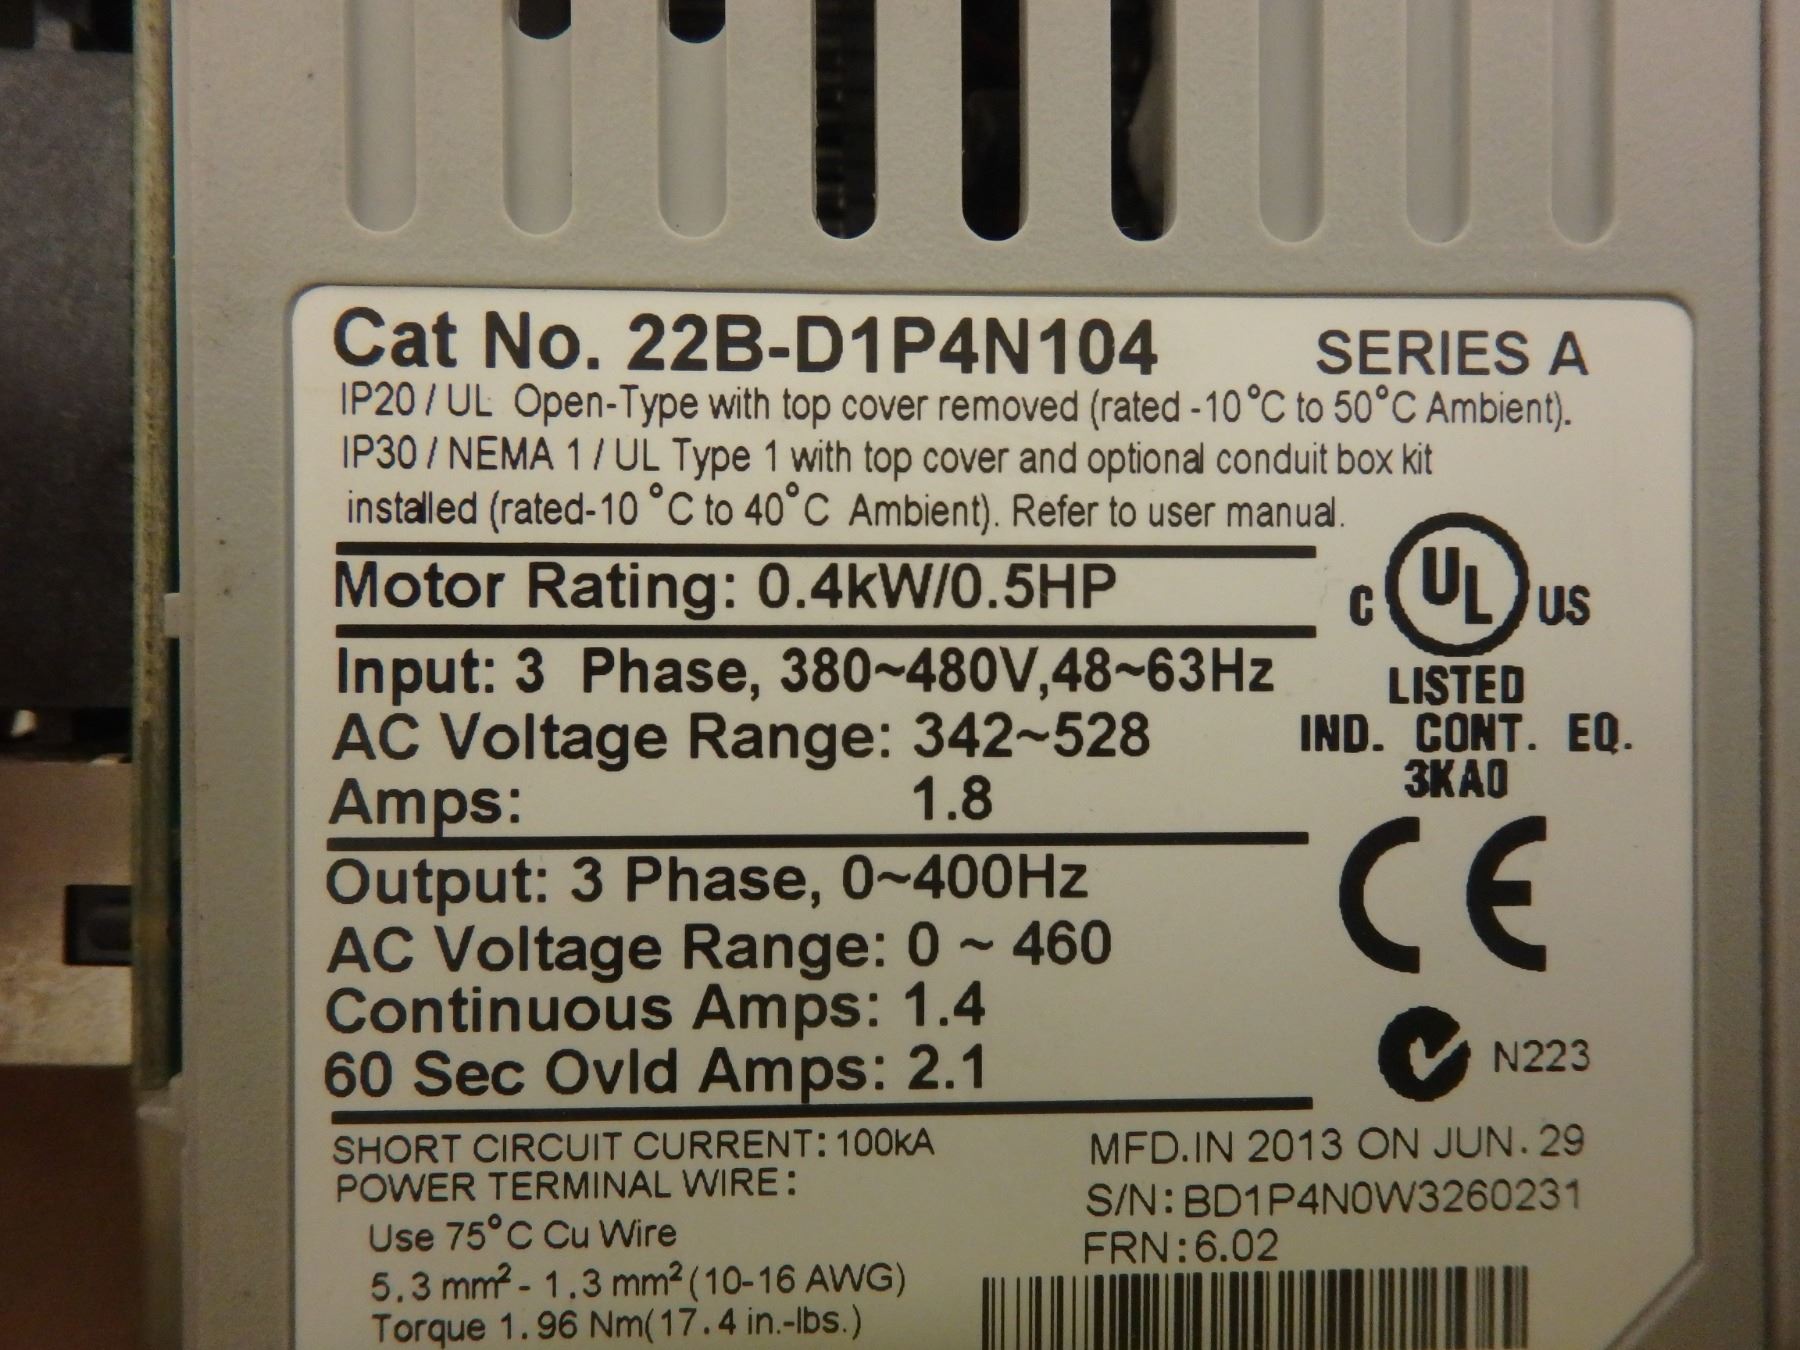 Cat No. 22B-D1P4N104 SERIES A
IP20 / UL Open-Type with top cover removed (rated -10°C to 50°C Ambient).
IP30 / NEMA 1 / UL Type 1 with top cover and optional conduit box kit
installed (rated-10 °C to 40°C Ambient). Refer to user manual.
Motor Rating: 0.4kW/0.5HP
C UL US
LISTED
IND. CONT. EQ.
3KA0
Input: 3 Phase, 380~480V,48~63Hz
AC Voltage Range: 342~528
Amps: 1.8
Output: 3 Phase, 0~400Hz
AC Voltage Range: 0 ~ 460
Continuous Amps: 1.4
60 Sec Ovld Amps: 2.1
CE
N223
SHORT CIRCUIT CURRENT: 100kA
POWER TERMINAL WIRE:
Use 75°C Cu Wire
5.3 mm² - 1.3 mm² (10-16 AWG)
Torque 1.96 Nm(17.4 in.-lbs.)
MFD.IN 2013 ON JUN. 29
S/N: BD1P4N0W3260231
FRN: 6.02